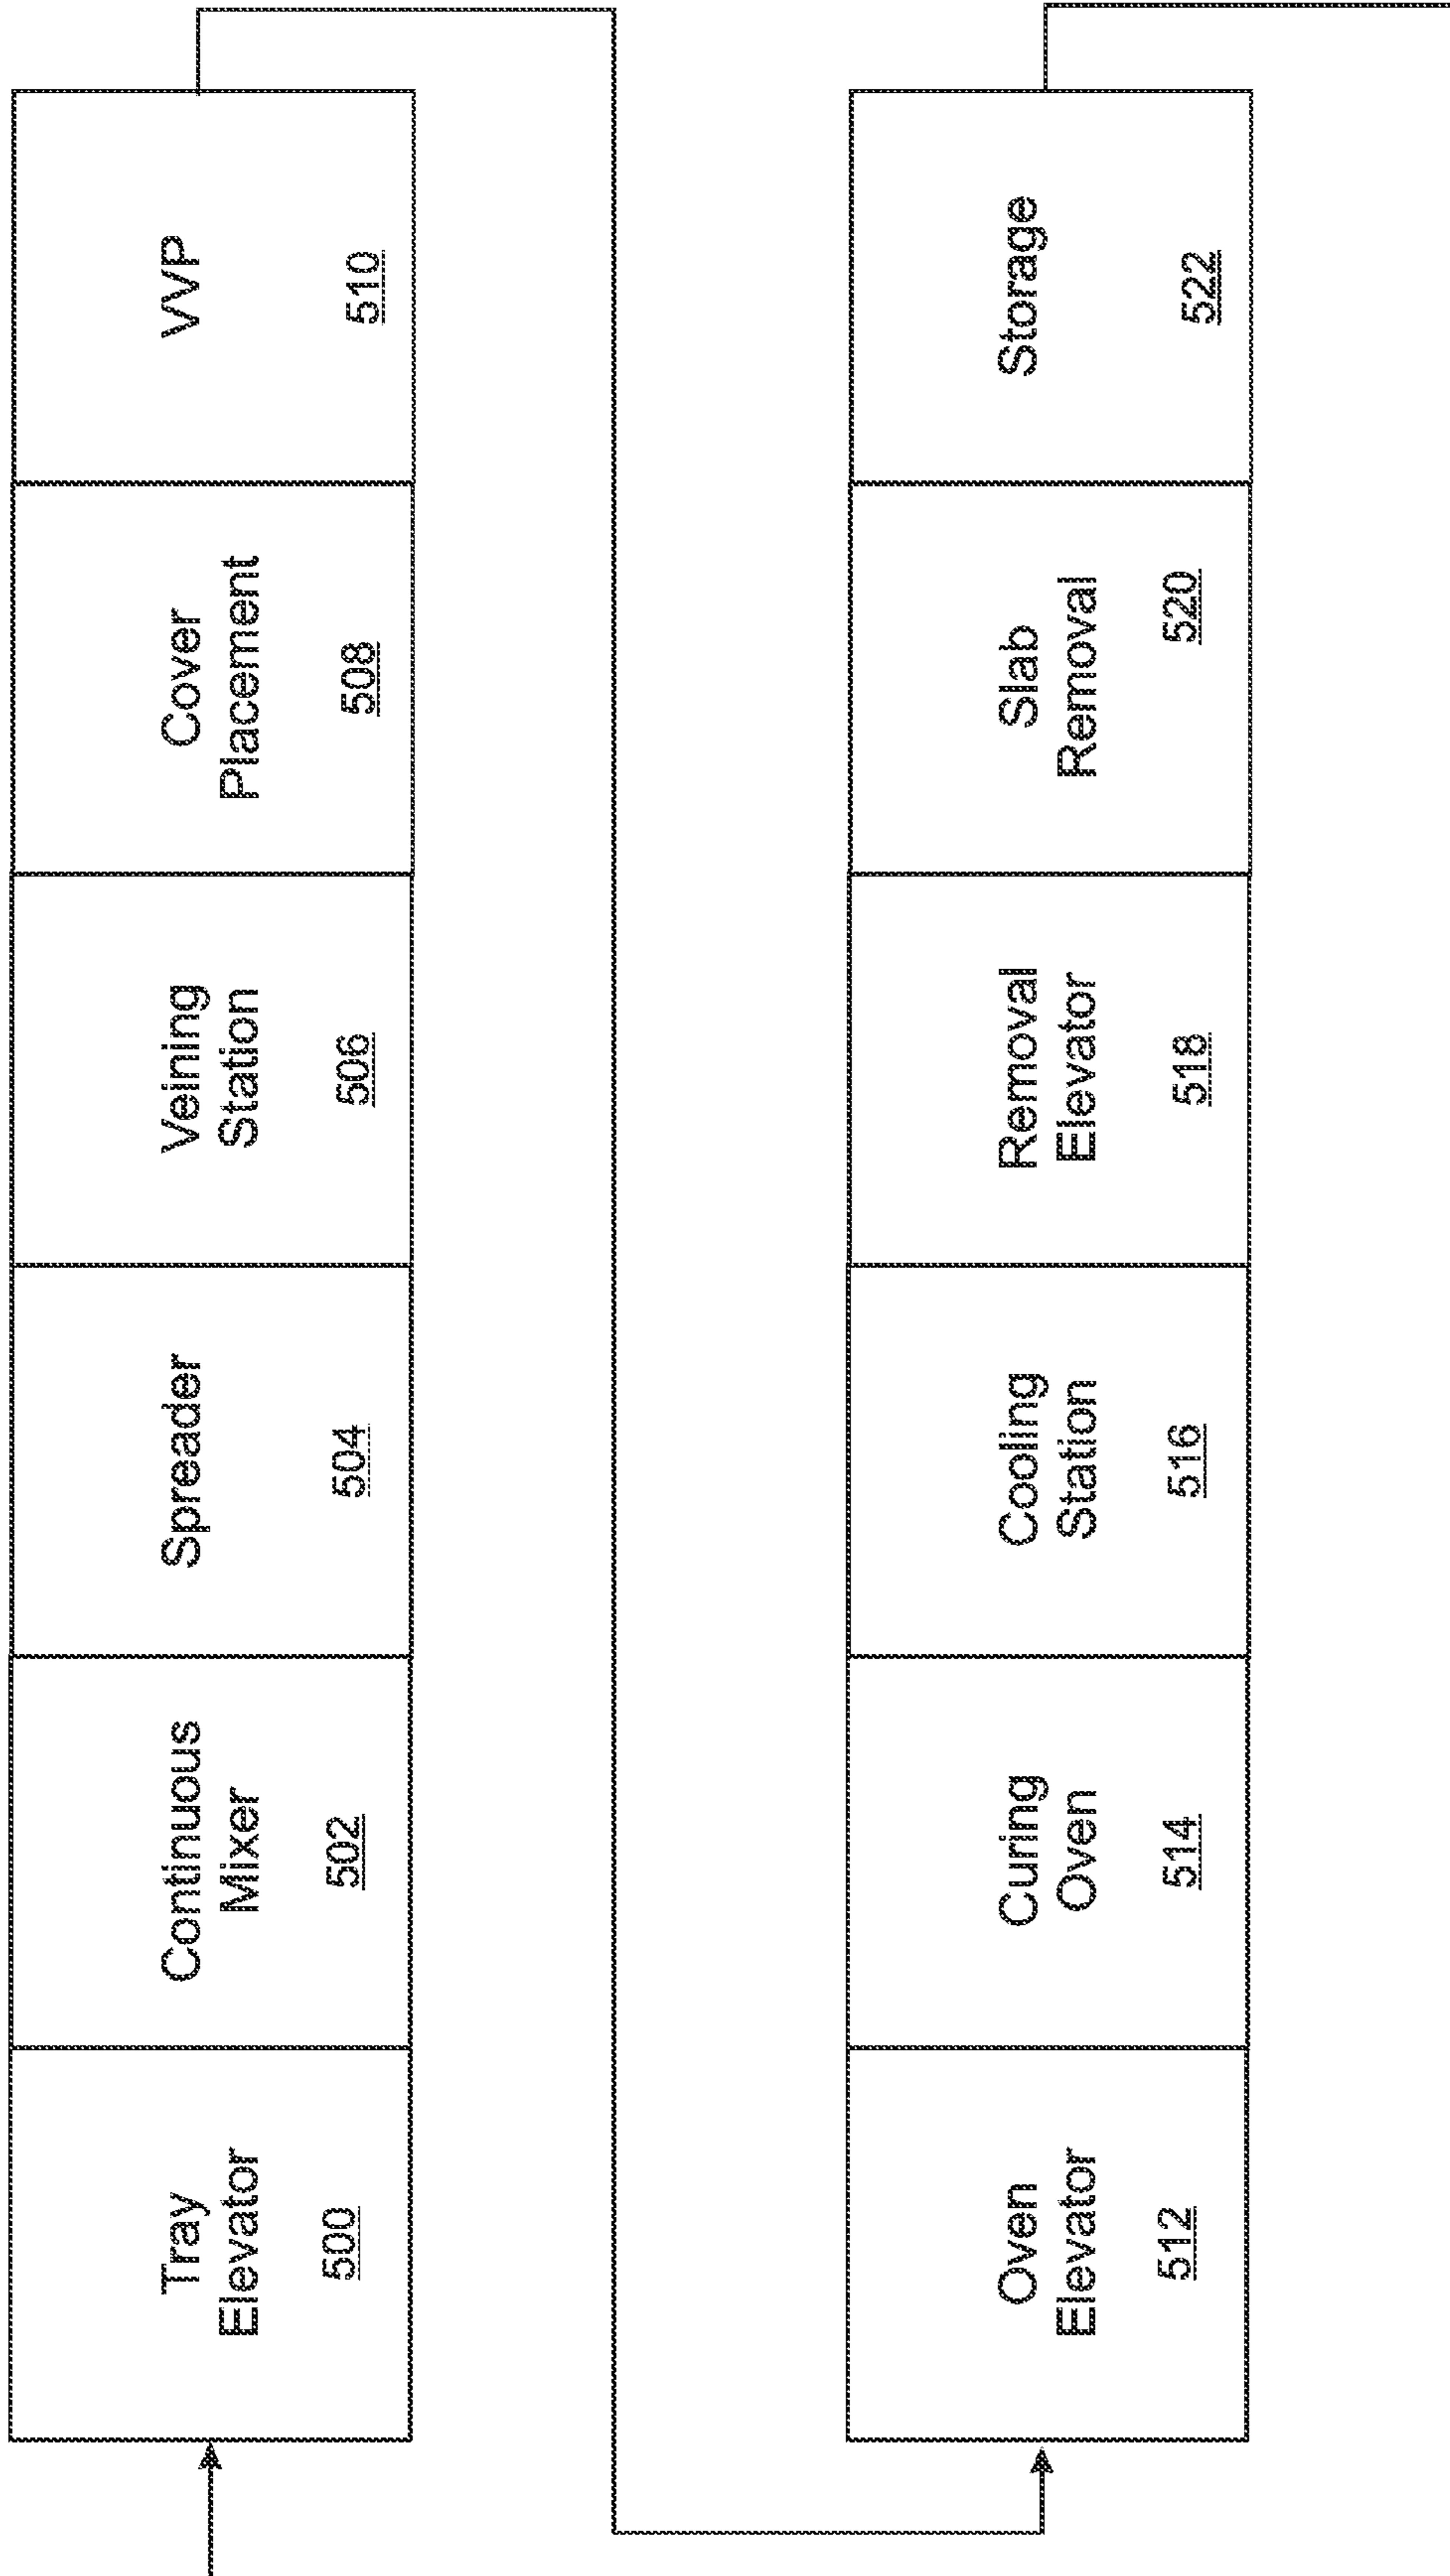 Tray
Elevator
500
Continuous
Mixer
502
Spreader
504
Veining
Station
506
Cover
Placement
508
VVP
510
Oven
Elevator
512
Curing
Oven
514
Cooling
Station
516
Removal
Elevator
518
Slab
Removal
520
Storage
522